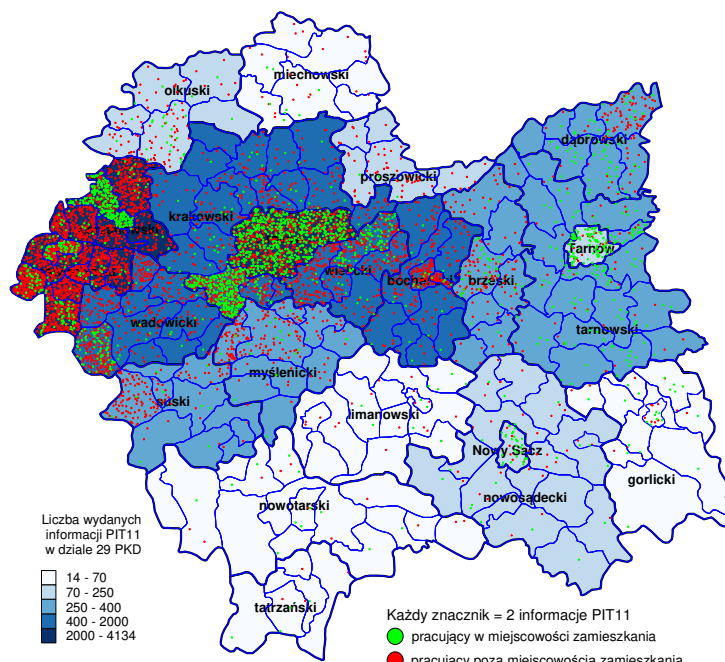 miechowski
olkuski
dąbrowski
proszowicki
krakowski
Tarnów
wielicki
brzeski
wadowicki
tarnowski
myślenicki
suski
limanowski
Nowy Sącz
gorlicki
nowosądecki
nowotarski
tatrzański
Liczba wydanych
informacji PIT11
w dziale 29 PKD
14 - 70
70 - 250
250 - 400
400 - 2000
2000 - 4134
Każdy znacznik = 2 informacje PIT11
pracujący w miejscowości zamieszkania
pracujący poza miejscowością zamieszkania